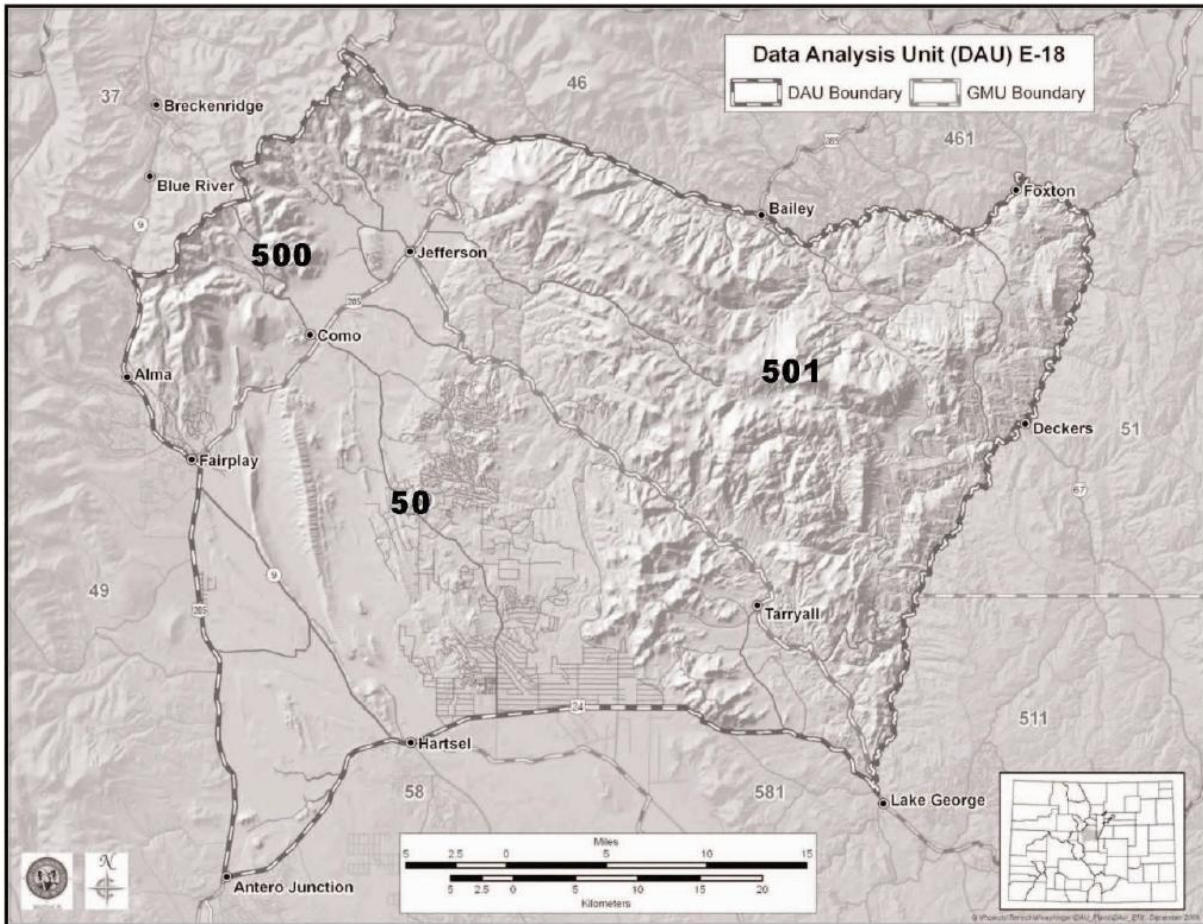 Data Analysis Unit (DAU) E-18
DAU Boundary
GMU Boundary
37
46
Breckenridge
285
461
Blue River
Foxton
9
Bailey
500
Jefferson
285
Como
501
Alma
Deckers
51
Fairplay
67
50
9
49
285
Tarryall
24
511
Hartsel
58
581
Lake George
Miles
5 2.5 0 5 10 15
5 2.5 0 5 10 15 20
Kilometers
N
Antero Junction